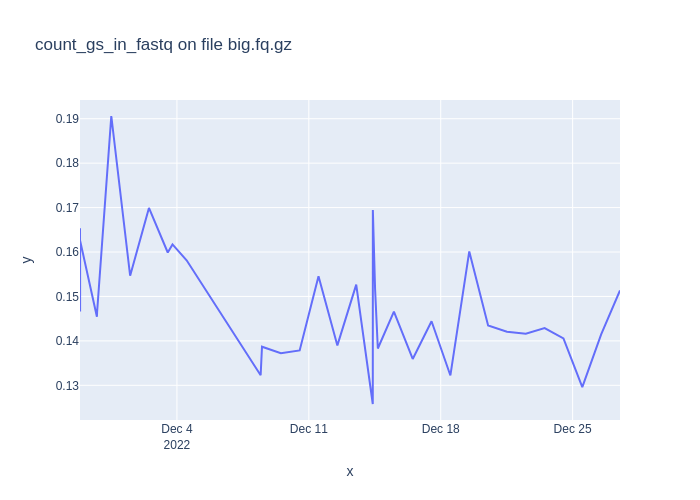 count_gs_in_fastq on file big.fq.gz
0.19
0.18
0.17
0.16
0.15
0.14
0.13
y
Dec 4
2022
Dec 11
Dec 18
Dec 25
x